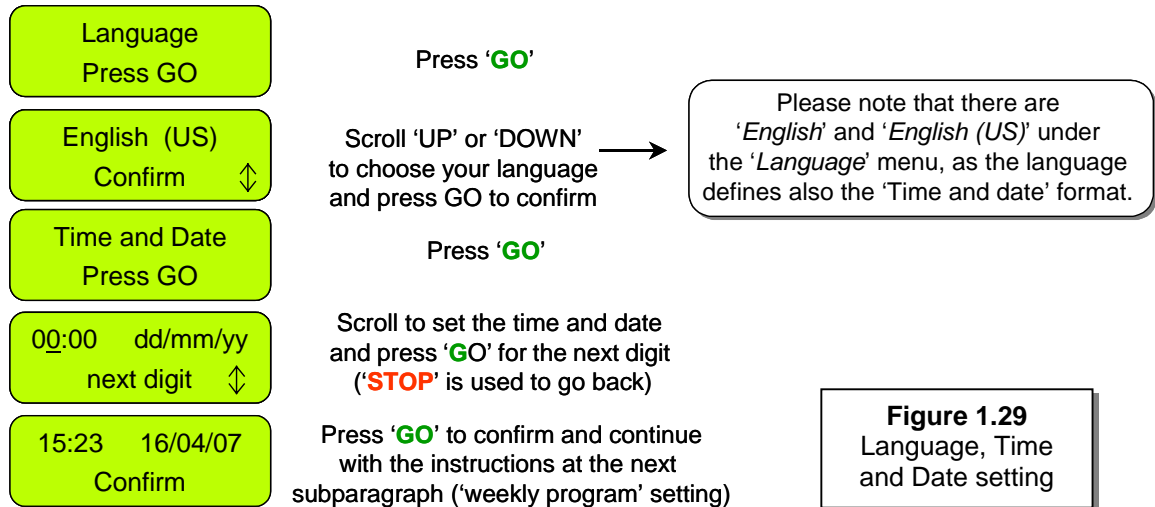 Language
Press GO
Press ‘GO’
English (US)
Confirm ↕
Scroll ‘UP’ or ‘DOWN’
to choose your language
and press GO to confirm
Please note that there are
‘English’ and ‘English (US)’ under
the ‘Language’ menu, as the language
defines also the ‘Time and date’ format.
Time and Date
Press GO
Press ‘GO’
00:00 dd/mm/yy
next digit ↕
Scroll to set the time and date
and press ‘GO’ for the next digit
(‘STOP’ is used to go back)
15:23 16/04/07
Confirm
Press ‘GO’ to confirm and continue
with the instructions at the next
subparagraph (‘weekly program’ setting)
Figure 1.29
Language, Time
and Date setting